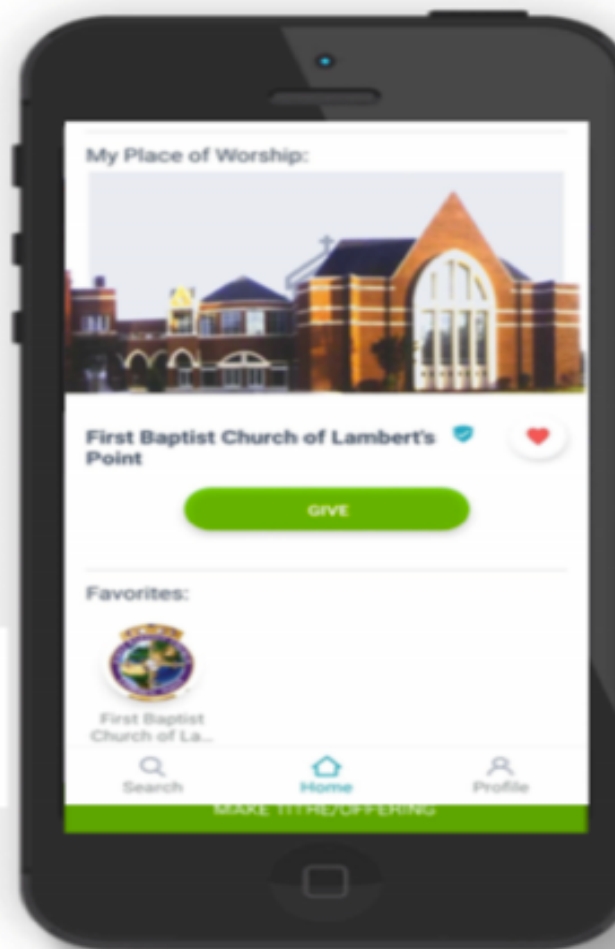 My Place of Worship:
First Baptist Church of Lambert's
Point
GIVE
Favorites:
First Baptist
Church of La...
Search
Home
Profile
MAKE TITHE/OFFERING